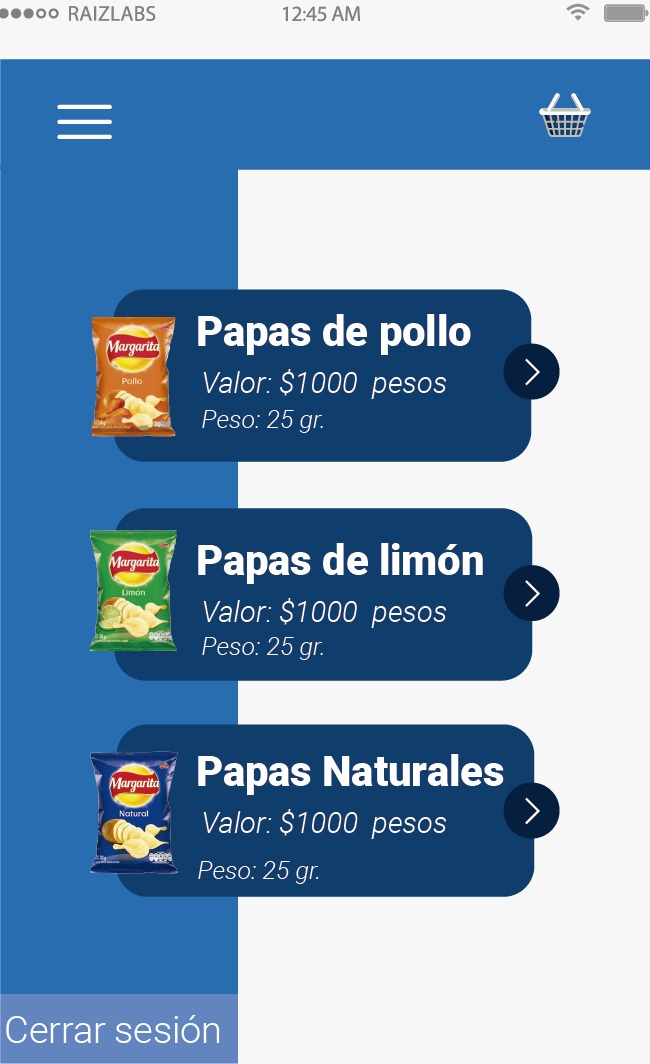 RAIZLABS 12:45 AM
Papas de pollo
Valor: $1000 pesos
Peso: 25 gr.
Margarita
Pollo
Papas de limón
Valor: $1000 pesos
Peso: 25 gr.
Margarita
Limón
Papas Naturales
Valor: $1000 pesos
Peso: 25 gr.
Margarita
Natural
Cerrar sesión